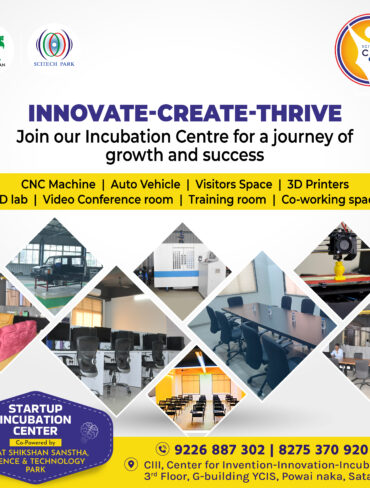 SCITECH PARK
INNOVATE-CREATE-THRIVE
Join our Incubation Centre for a journey of
growth and success
CNC Machine | Auto Vehicle | Visitors Space | 3D Printers
D lab | Video Conference room | Training room | Co-working spac
STARTUP
INCUBATION
CENTER
Co-Powered by
AT SHIKSHAN SANSTHA,
ENCE & TECHNOLOGY
PARK
9226 887 302 | 8275 370 920
CIII, Center for Invention-Innovation-Incub
3rd Floor, G-building YCIS, Powai naka, Sata